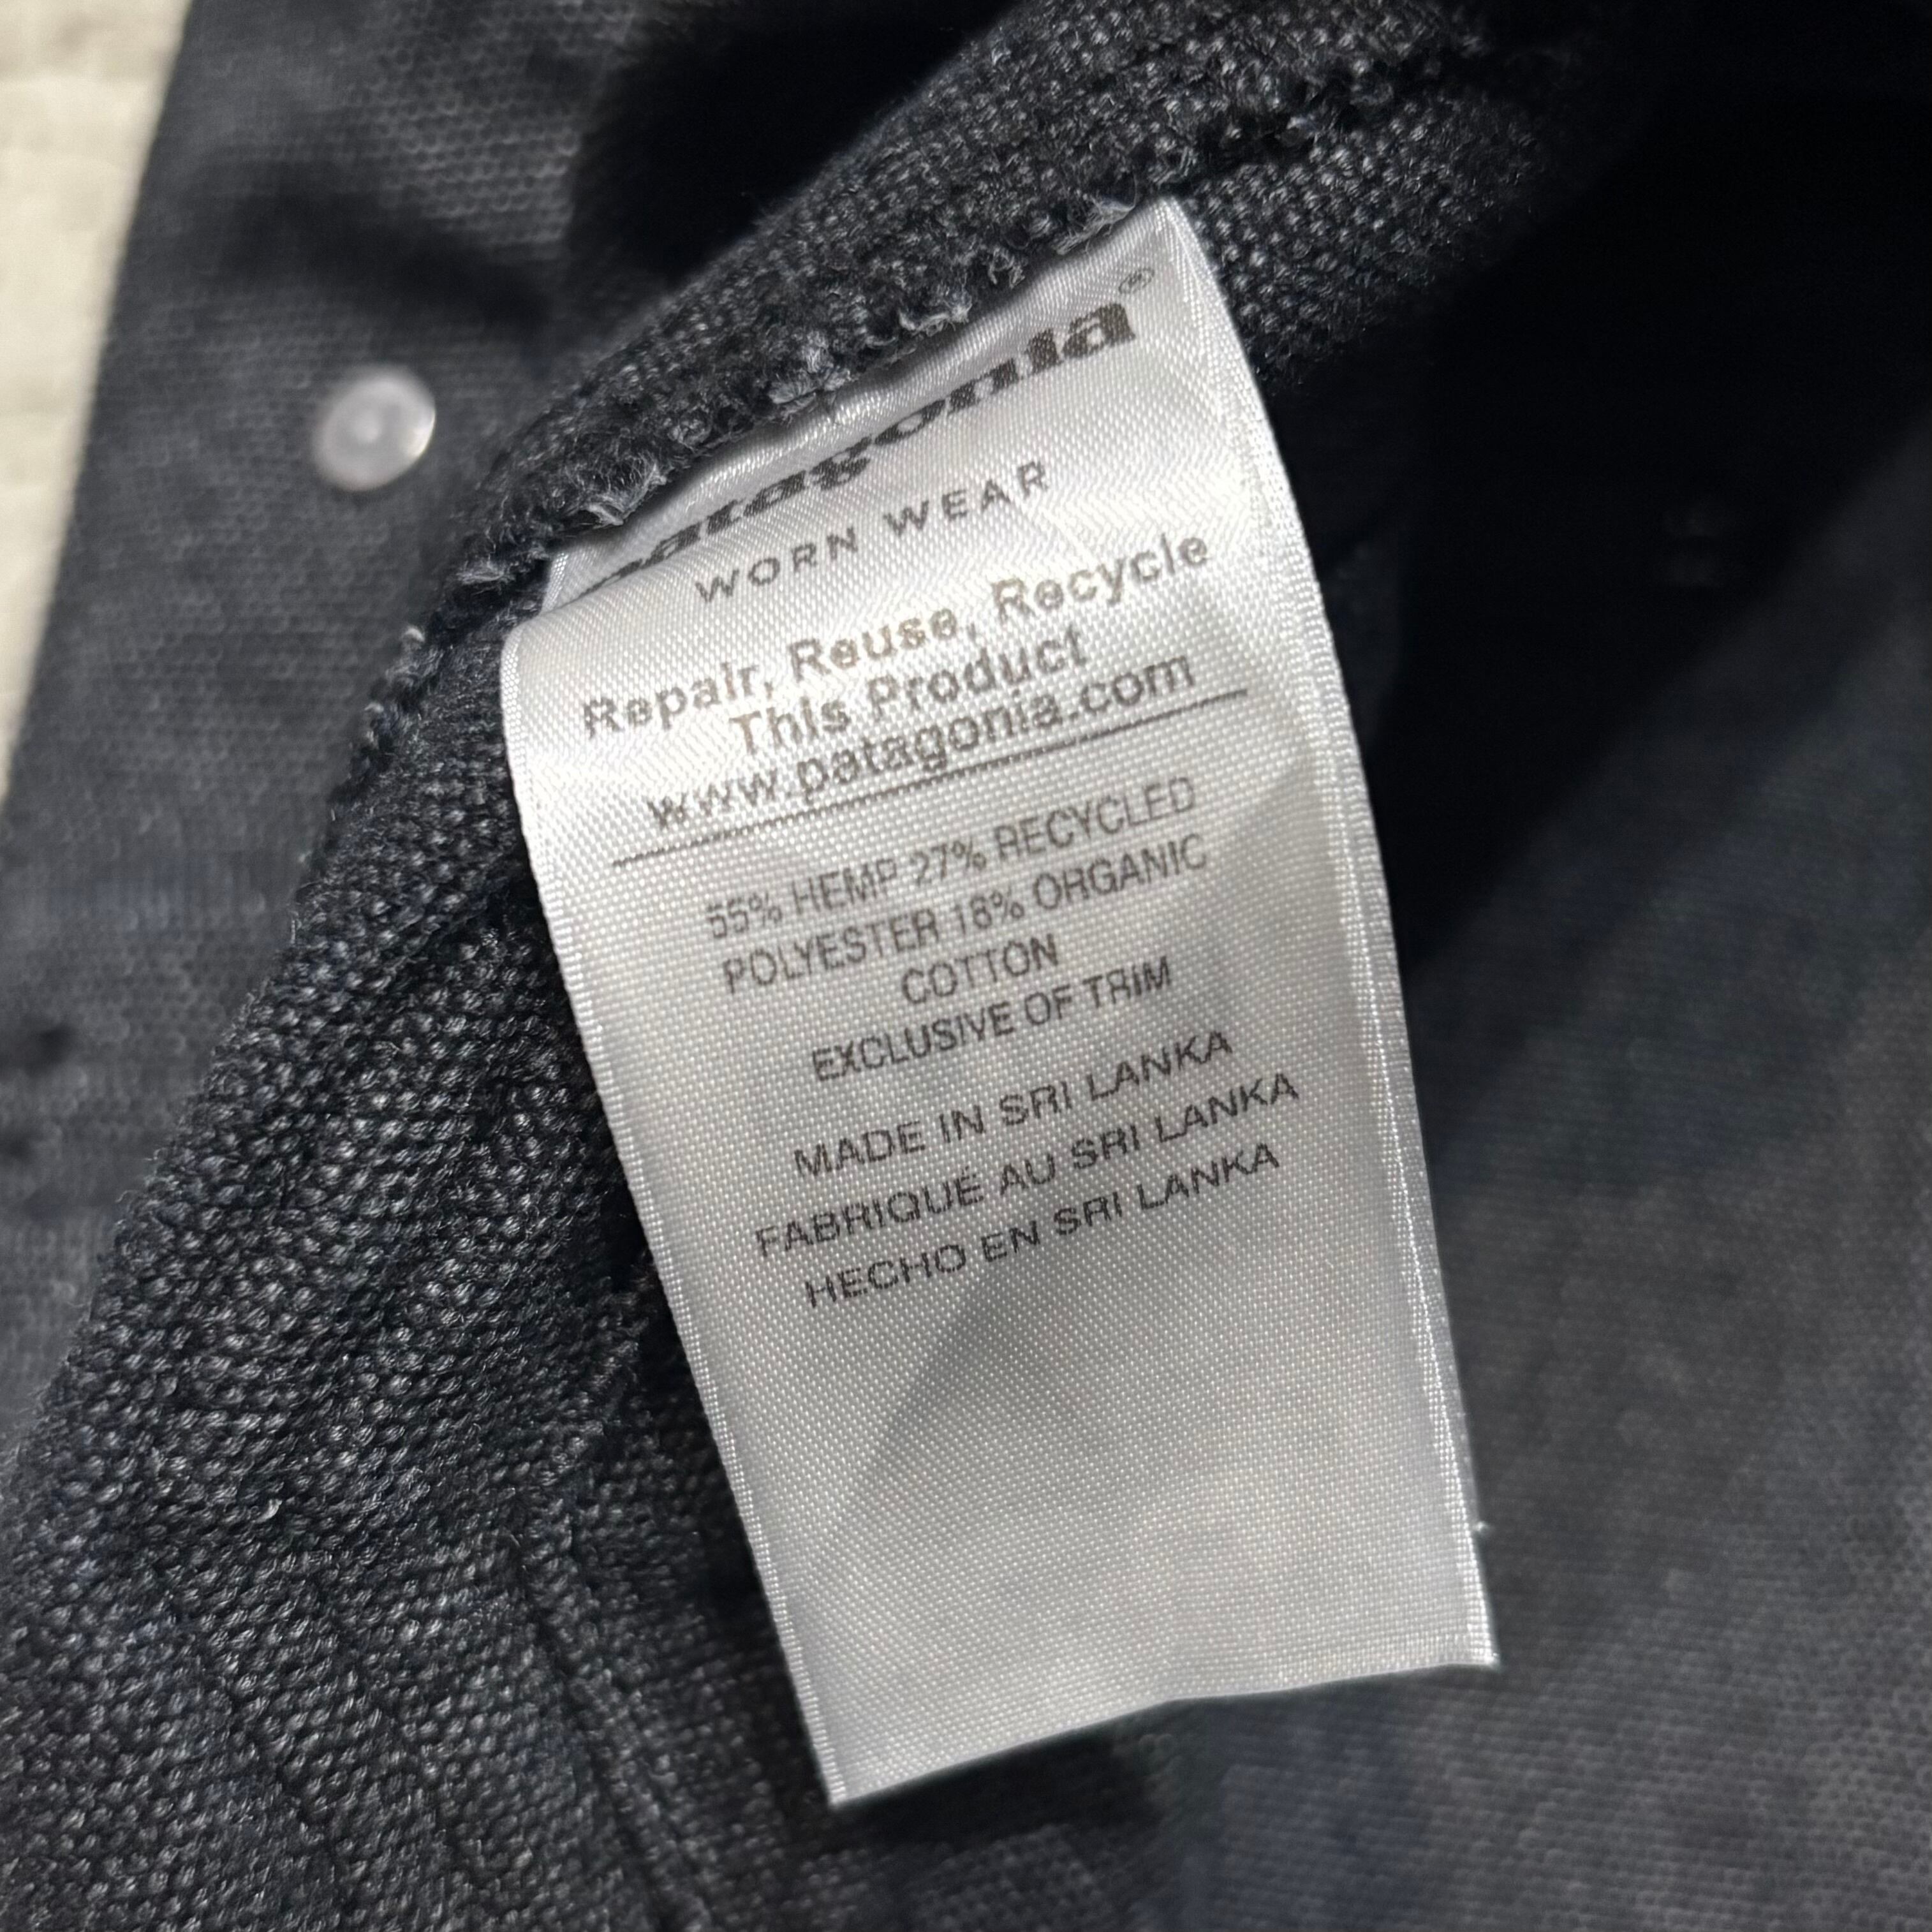 patagonia®
WORN WEAR
Repair, Reuse, Recycle
This Product
www.patagonia.com
55% HEMP 27% RECYCLED
POLYESTER 18% ORGANIC
COTTON
EXCLUSIVE OF TRIM
MADE IN SRI LANKA
FABRIQUÉ AU SRI LANKA
HECHO EN SRI LANKA